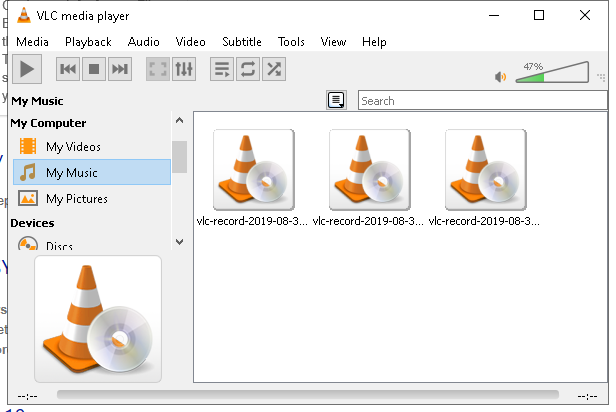 VLC media player
Media Playback Audio Video Subtitle Tools View Help
47%
My Music
Search
My Computer
My Videos
My Music
My Pictures
Devices
Discs
vlc-record-2019-08-3... vlc-record-2019-08-3... vlc-record-2019-08-3...
--:-- --:--